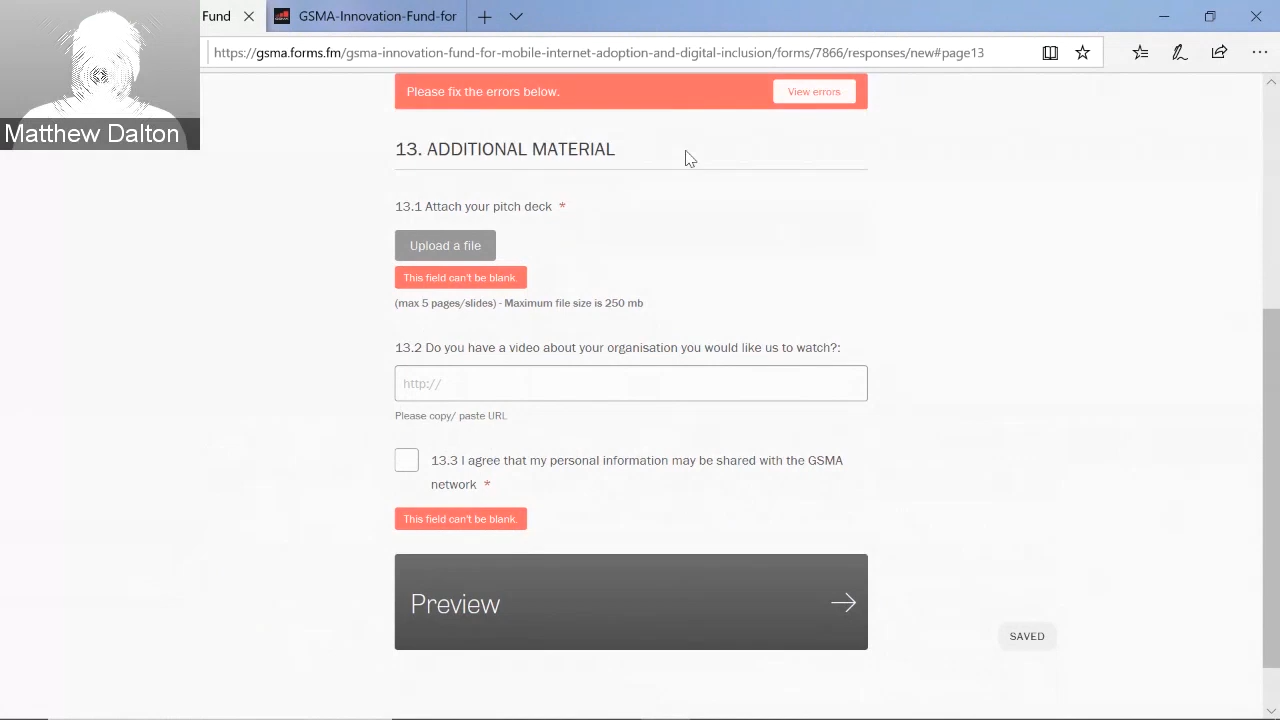 Fund
GSMA-Innovation-Fund-for
https://gsma.forms.fm/gsma-innovation-fund-for-mobile-internet-adoption-and-digital-inclusion/forms/7866/responses/new#page13
Matthew Dalton
Please fix the errors below.
View errors
13. ADDITIONAL MATERIAL
13.1 Attach your pitch deck *
Upload a file
This field can't be blank.
(max 5 pages/slides) - Maximum file size is 250 mb
13.2 Do you have a video about your organisation you would like us to watch?:
http://
Please copy/ paste URL
13.3 I agree that my personal information may be shared with the GSMA
network *
This field can't be blank.
Preview
SAVED